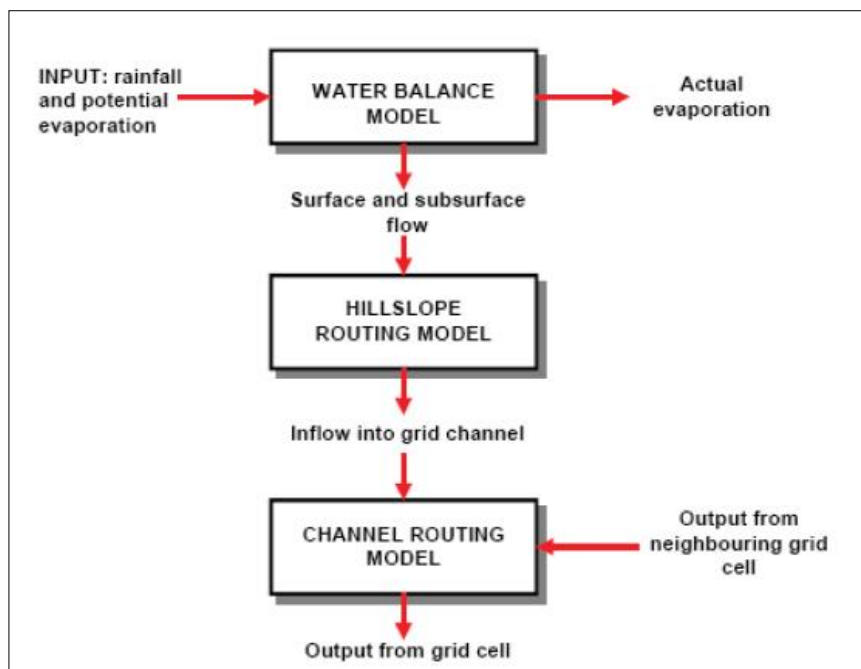 INPUT: rainfall
and potential
evaporation
WATER BALANCE
MODEL
Actual
evaporation
Surface and subsurface
flow
HILLSLOPE
ROUTING MODEL
Inflow into grid channel
CHANNEL ROUTING
MODEL
Output from
neighbouring grid
cell
Output from grid cell